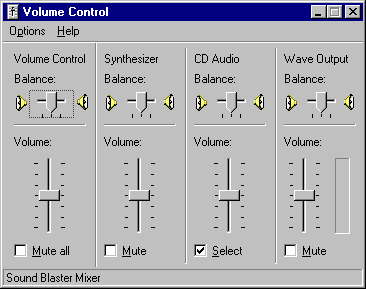 Volume Control
Options Help
Volume Control Synthesizer CD Audio Wave Output
Balance: Balance: Balance: Balance:
Volume: Volume: Volume: Volume:
Mute all Mute Select Mute
Sound Blaster Mixer